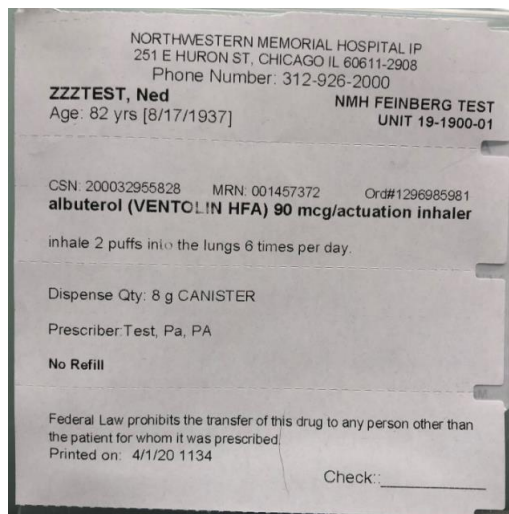 NORTHWESTERN MEMORIAL HOSPITAL IP
251 E HURON ST, CHICAGO IL 60611-2908
Phone Number: 312-926-2000
ZZZTEST, Ned
NMH FEINBERG TEST
Age: 82 yrs [8/17/1937]
UNIT 19-1900-01
CSN: 200032955828 MRN: 001457372 Ord#1296985981
albuterol (VENTOLIN HFA) 90 mcg/actuation inhaler
inhale 2 puffs into the lungs 6 times per day.
Dispense Qty: 8 g CANISTER
Prescriber:Test, Pa, PA
No Refill
Federal Law prohibits the transfer of this drug to any person other than
the patient for whom it was prescribed.
Printed on: 4/1/20 1134
Check::__________